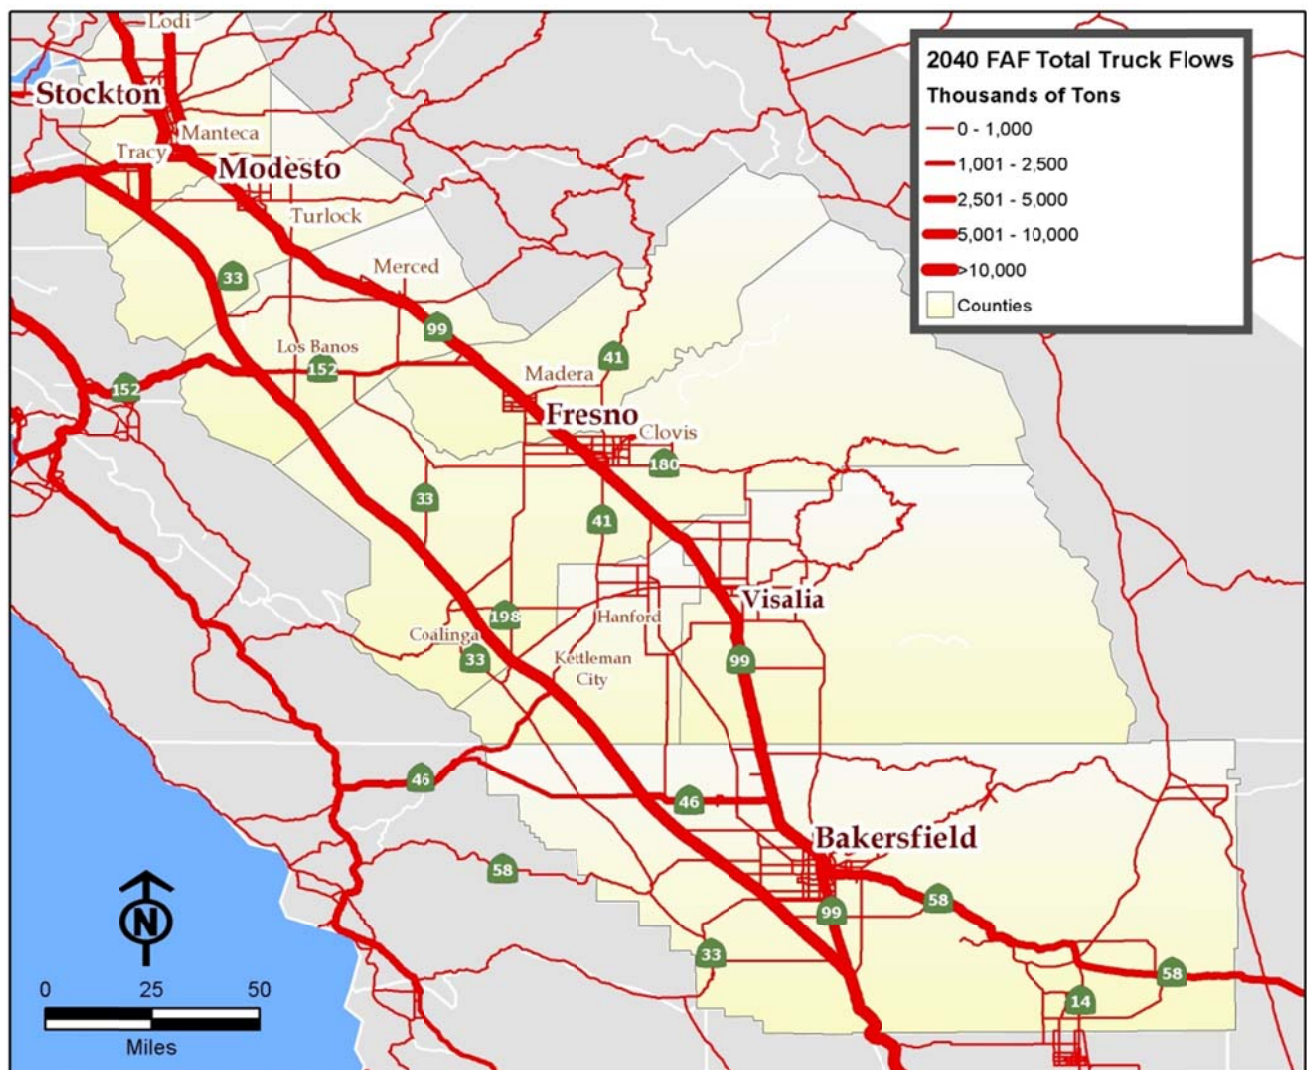 Lodi
2040 FAF Total Truck Flows
Thousands of Tons
0 - 1,000
1,001 - 2,500
2,501 - 5,000
5,001 - 10,000
>10,000
Counties
Stockton
Manteca
Tracy
Modesto
Turlock
Merced
33
99
Los Banos
152
152
41
Madera
Fresno
Clovis
180
33
41
198
Hanford
Visalia
Coalinga
33
Kettleman
City
99
46
46
Bakersfield
58
58
99
33
58
14
N
0 25 50
Miles